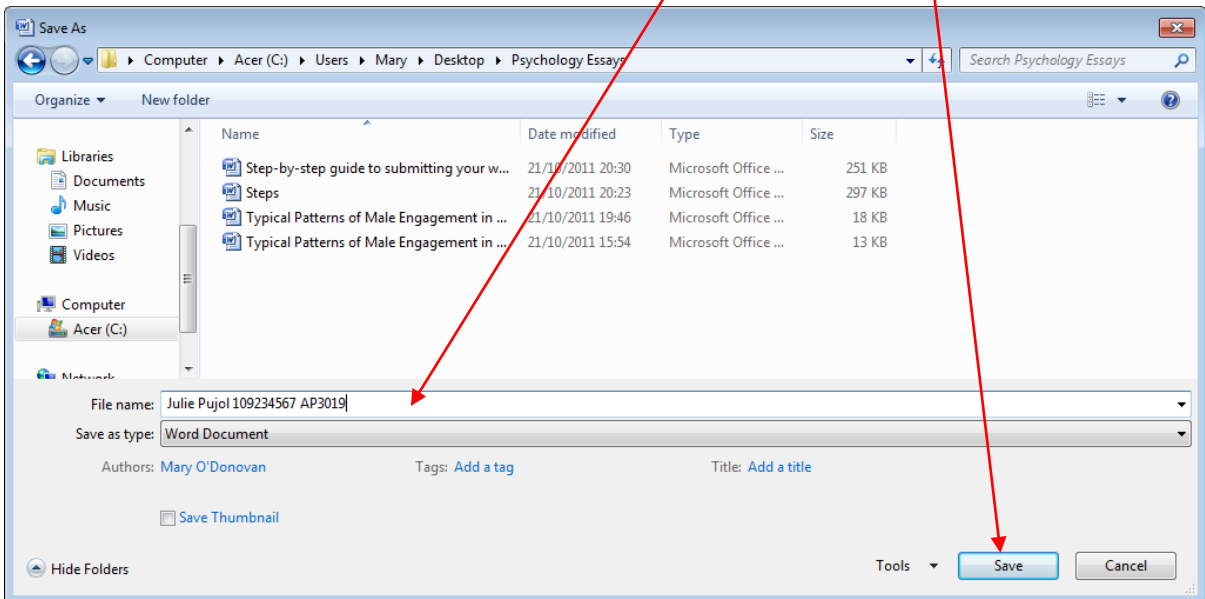 Save As
Computer Acer (C:) Users Mary Desktop Psychology Essays Search Psychology Essays
Organize New folder
Name Date modified Type Size
Libraries
Step-by-step guide to submitting your w... 21/10/2011 20:30 Microsoft Office ... 251 KB
Documents
Steps 21/10/2011 20:23 Microsoft Office ... 297 KB
Music
Typical Patterns of Male Engagement in ... 21/10/2011 19:46 Microsoft Office ... 18 KB
Pictures
Typical Patterns of Male Engagement in ... 21/10/2011 15:54 Microsoft Office ... 13 KB
Videos
Computer
Acer (C:)
Network
File name: Julie Pujol 109234567 AP3019
Save as type: Word Document
Authors: Mary O'Donovan Tags: Add a tag Title: Add a title
Save Thumbnail
Hide Folders Tools Save Cancel